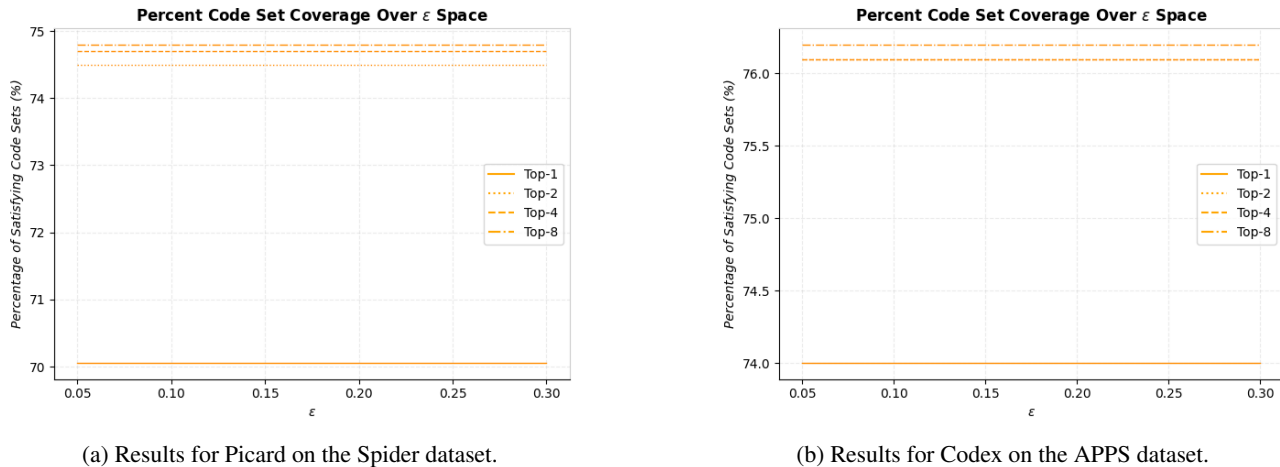 Percent Code Set Coverage Over ε Space
Percentage of Satisfying Code Sets (%)
75
74
73
72
71
70
0.05
0.10
0.15
0.20
0.25
0.30
ε
Top-1
Top-2
Top-4
Top-8
(a) Results for Picard on the Spider dataset.
Percent Code Set Coverage Over ε Space
Percentage of Satisfying Code Sets (%)
76.0
75.5
75.0
74.5
74.0
0.05
0.10
0.15
0.20
0.25
0.30
ε
Top-1
Top-2
Top-4
Top-8
(b) Results for Codex on the APPS dataset.